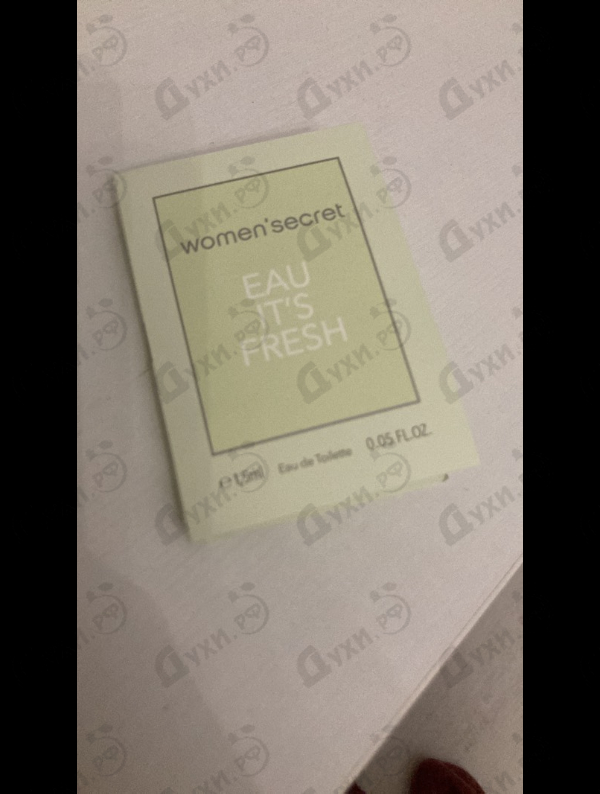 women'secret
EAU
IT'S
FRESH
e 1,5ml Eau de Toilette 0.05 FL.OZ.
Духи.рф